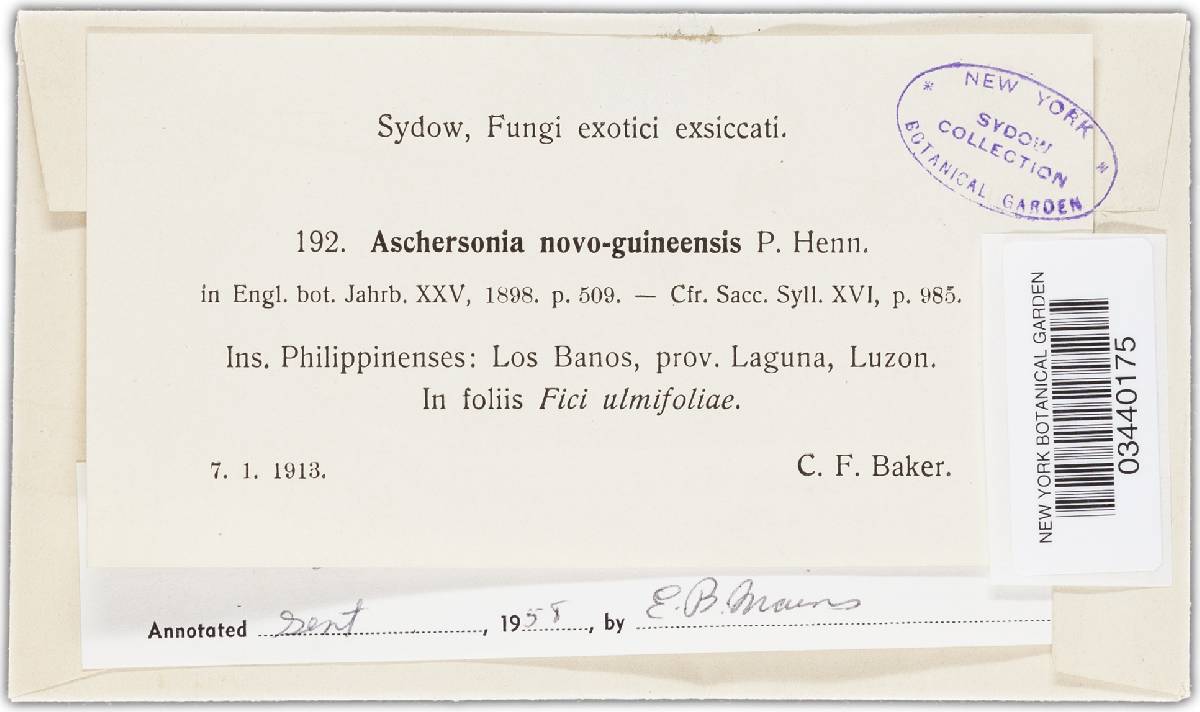 Sydow, Fungi exotici exsiccati.
* NEW YORK *
SYDOW
COLLECTION
BOTANICAL GARDEN
192. Aschersonia novo-guineensis P. Henn.
in Engl. bot. Jahrb. XXV, 1898. p. 509. — Cfr. Sacc. Syll. XVI, p. 985.
Ins. Philippinenses: Los Banos, prov. Laguna, Luzon.
In foliis Fici ulmifoliae.
7. 1. 1913.
C. F. Baker.
NEW YORK BOTANICAL GARDEN
03440175
Annotated Sept, 1958, by E. B. Mains